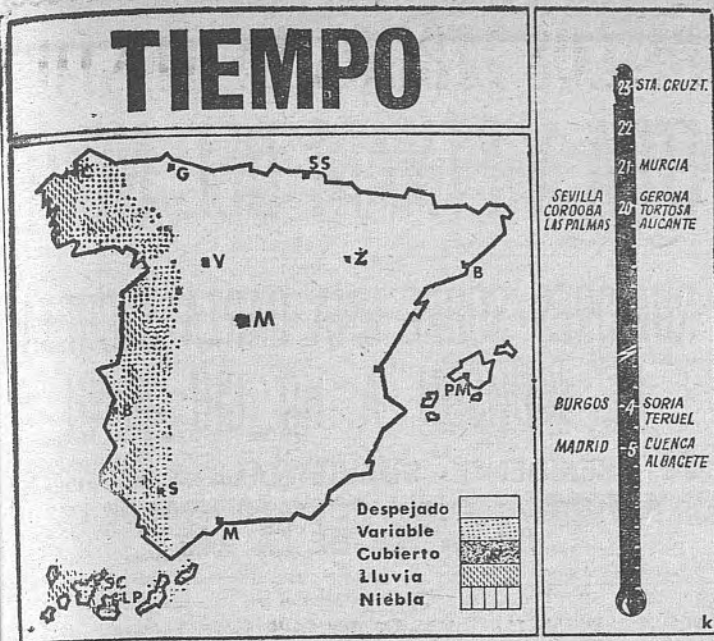 TIEMPO
C
G
SS
V
Z
B
M
PM
B
S
M
SC
LP
Despejado
Variable
Cubierto
Lluvia
Niebla
23 STA. CRUZ T.
22
21 MURCIA
SEVILLA
CORDOBA
LAS PALMAS
20
GERONA
TORTOSA
ALICANTE
BURGOS
-4
SORIA
TERUEL
MADRID
-5
CUENCA
ALBACETE
k